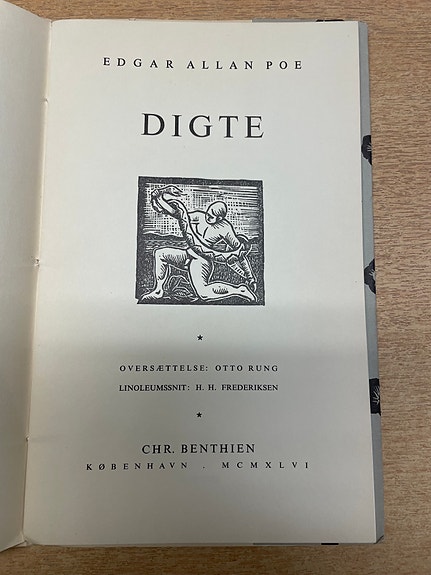 EDGAR ALLAN POE
DIGTE
★
OVERSÆTTELSE: OTTO RUNG
LINOLEUMSSNIT: H. H. FREDERIKSEN
★
CHR. BENTHIEN
KØBENHAVN . MCMXLVI